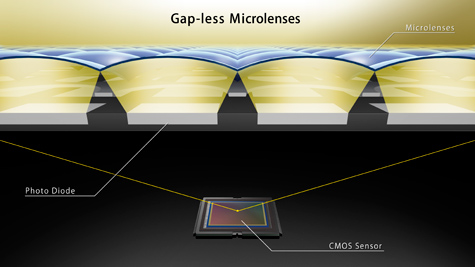 Gap-less Microlenses
Microlenses
Photo Diode
CMOS Sensor